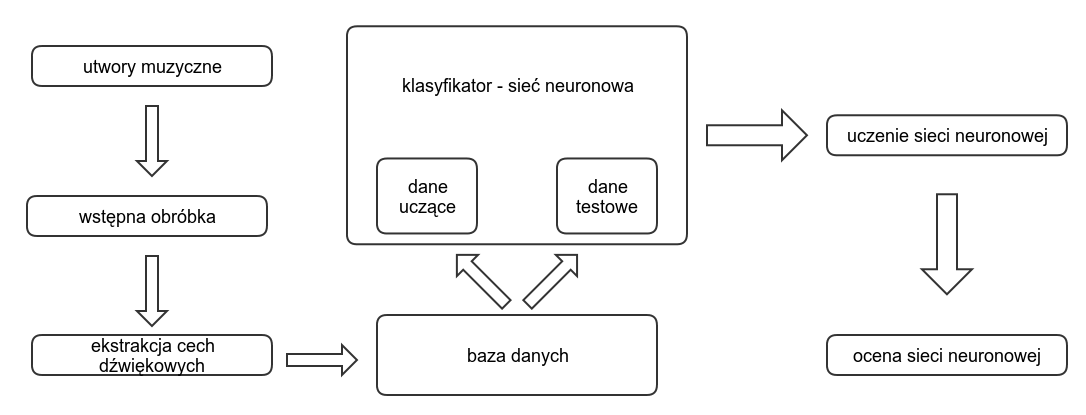 utwory muzyczne
wstępna obróbka
ekstrakcja cech
dźwiękowych
klasyfikator - sieć neuronowa
dane
uczące
dane
testowe
baza danych
uczenie sieci neuronowej
ocena sieci neuronowej